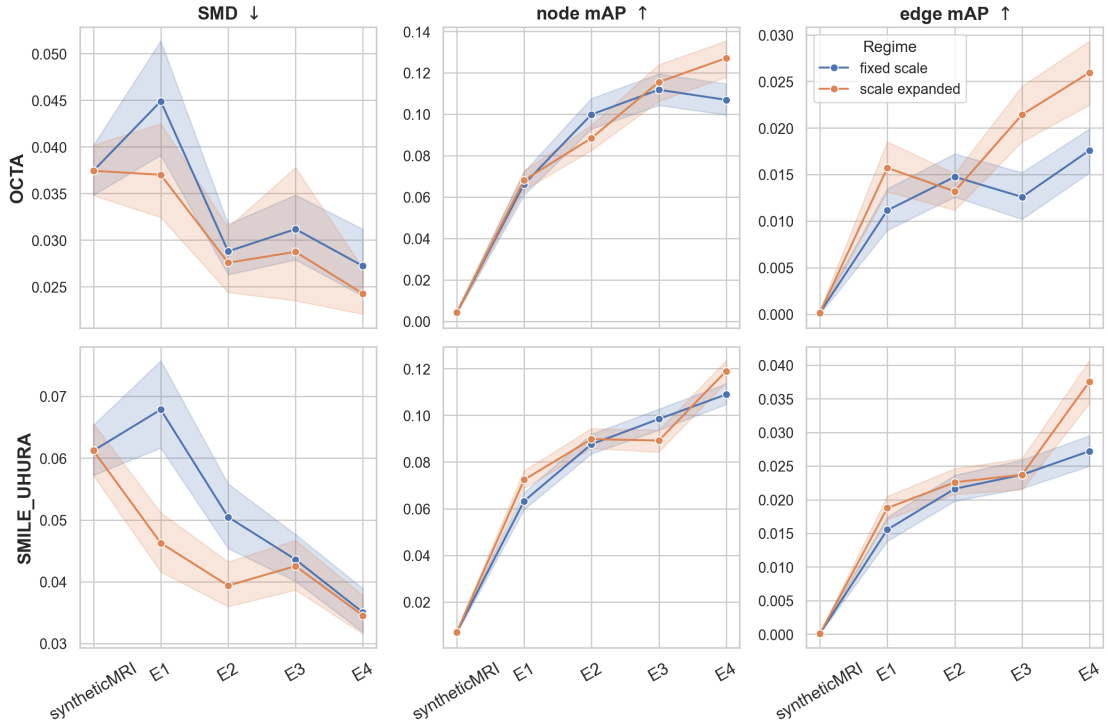 SMD ↓
node mAP ↑
edge mAP ↑
OCTA
0.050
0.045
0.040
0.035
0.030
0.025
0.14
0.12
0.10
0.08
0.06
0.04
0.02
0.00
0.030
0.025
0.020
0.015
0.010
0.005
0.000
Regime
fixed scale
scale expanded
SMILE_UHURA
0.07
0.06
0.05
0.04
0.03
0.12
0.10
0.08
0.06
0.04
0.02
0.040
0.035
0.030
0.025
0.020
0.015
0.010
0.005
0.000
syntheticMRI
E1
E2
E3
E4
syntheticMRI
E1
E2
E3
E4
syntheticMRI
E1
E2
E3
E4